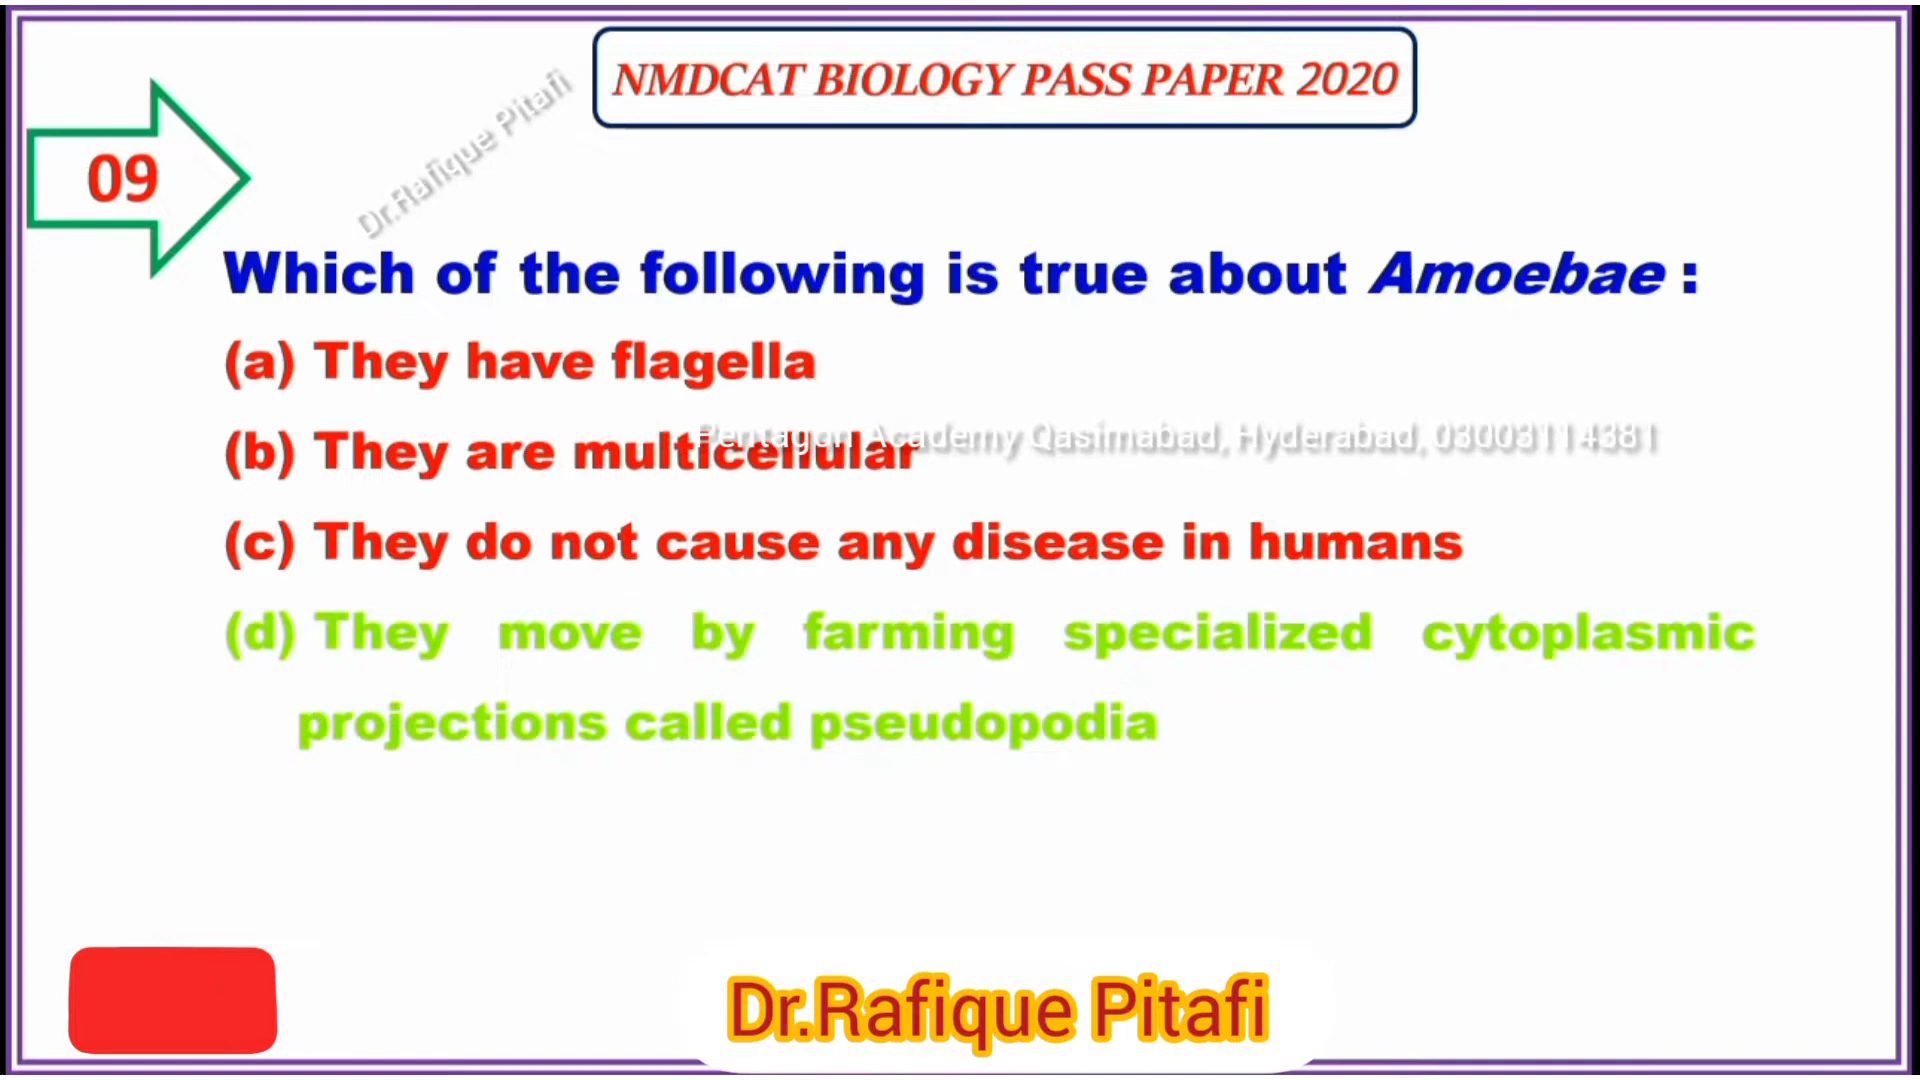 NMDCAT BIOLOGY PASS PAPER 2020
Dr.Rafique Pitafi
09
Which of the following is true about Amoebae :
(a) They have flagella
(b) They are multicellular
Pentagon Academy Qasimabad, Hyderabad, 03003114381
(c) They do not cause any disease in humans
(d) They move by farming specialized cytoplasmic
projections called pseudopodia
Dr.Rafique Pitafi